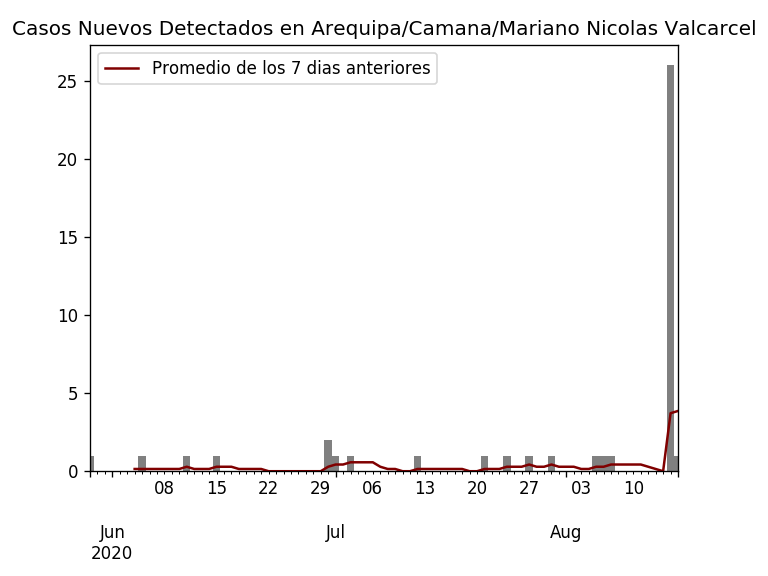 Casos Nuevos Detectados en Arequipa/Camana/Mariano Nicolas Valcarcel
Promedio de los 7 dias anteriores
25
20
15
10
5
0
08 15 22 29 06 13 20 27 03 10
Jun Jul Aug
2020